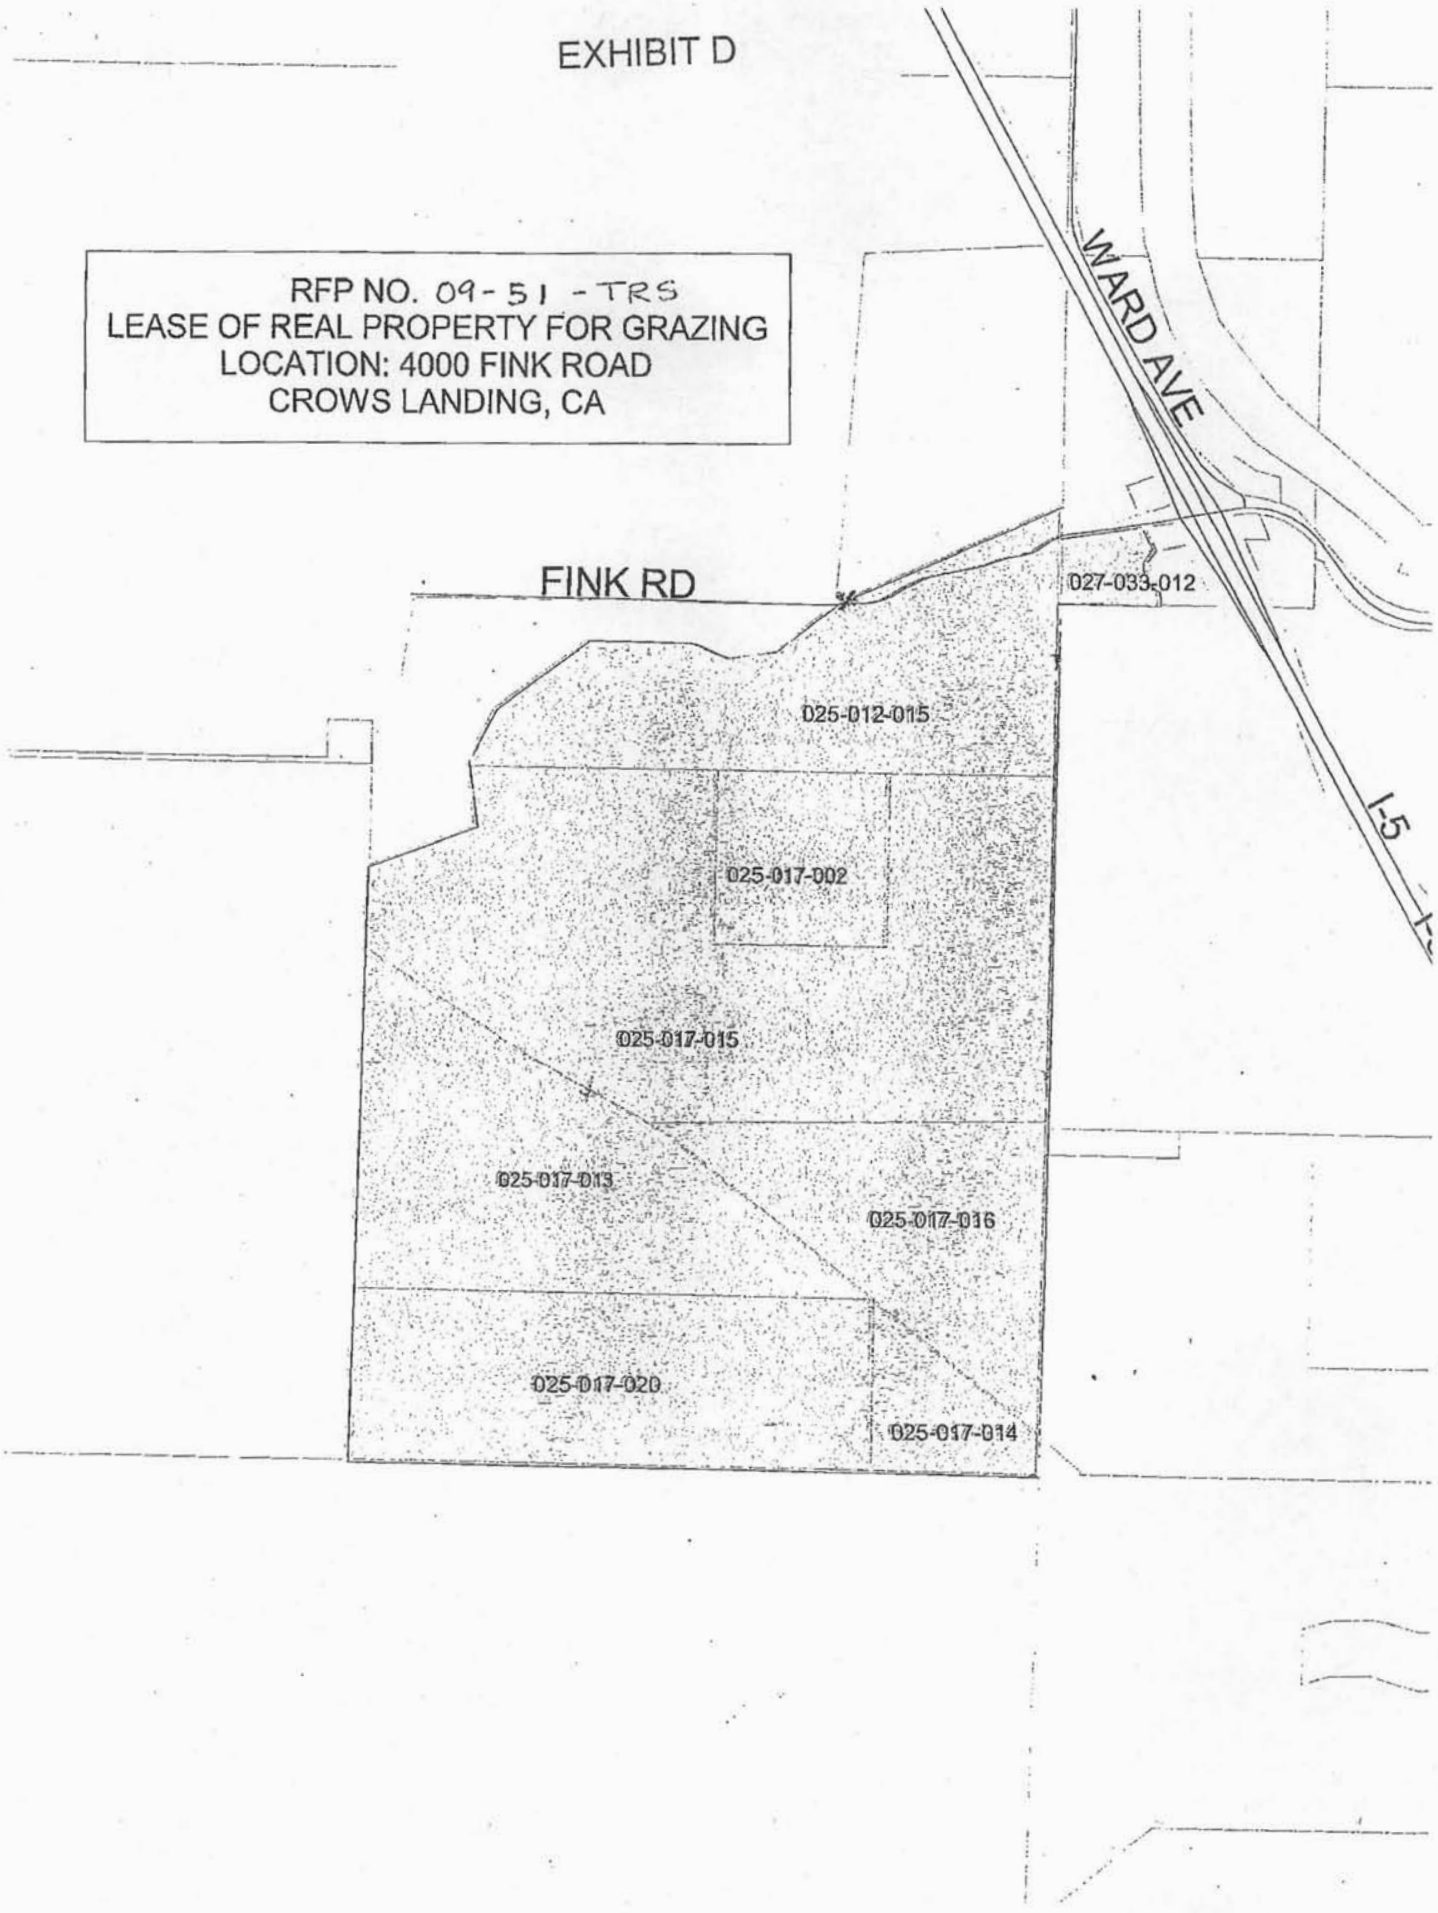 EXHIBIT D
RFP NO. 09-51-TRS
LEASE OF REAL PROPERTY FOR GRAZING
LOCATION: 4000 FINK ROAD
CROWS LANDING, CA
WARD AVE
FINK RD
027-033-012
025-012-015
I-5
025-017-002
025-017-015
025-017-013
025-017-016
025-017-020
025-017-014